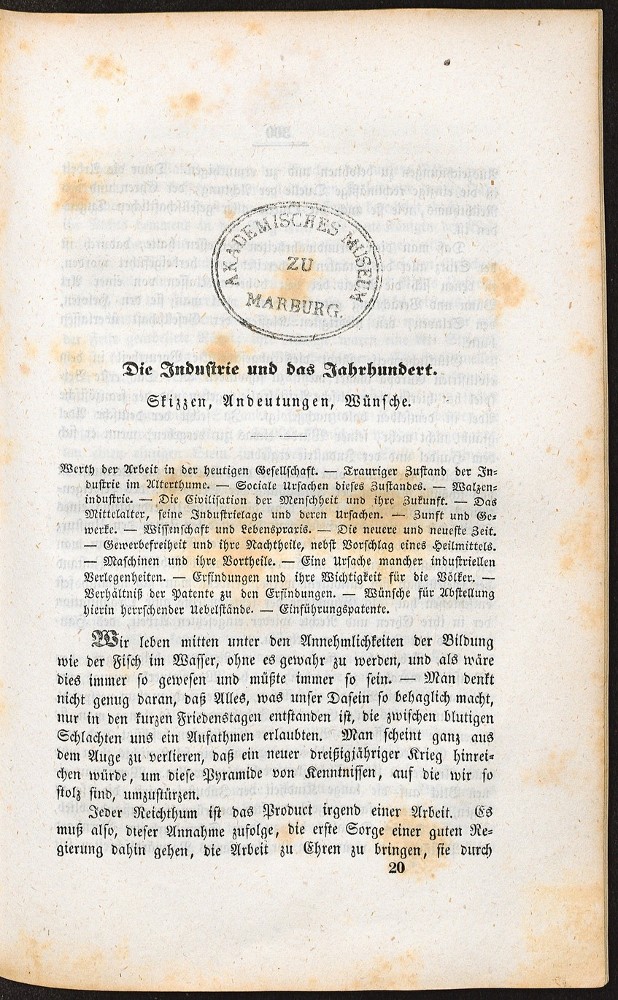 AKADEMISCHES MUSEUM
ZU
MARBURG.
Die Industrie und das Jahrhundert.
Skizzen, Andeutungen, Wünsche.
Werth der Arbeit in der heutigen Gesellschaft. — Trauriger Zustand der In-
dustrie im Alterthume. — Sociale Ursachen dieses Zustandes. — Walzen-
industrie. — Die Civilisation der Menschheit und ihre Zukunft. — Das
Mittelalter, seine Industrielage und deren Ursachen. — Zunft und Ge-
werke. — Wissenschaft und Lebenspraxis. — Die neuere und neueste Zeit.
— Gewerbefreiheit und ihre Nachtheile, nebst Vorschlag eines Heilmittels.
— Maschinen und ihre Vortheile. — Eine Ursache mancher industriellen
Verlegenheiten. — Erfindungen und ihre Wichtigkeit für die Völker. —
Verhältniß der Patente zu den Erfindungen. — Wünsche für Abstellung
hierin herrschender Uebelstände. — Einführungspatente.
Wir leben mitten unter den Annehmlichkeiten der Bildung
wie der Fisch im Wasser, ohne es gewahr zu werden, und als wäre
dies immer so gewesen und müßte immer so sein. — Man denkt
nicht genug daran, daß Alles, was unser Dasein so behaglich macht,
nur in den kurzen Friedenstagen entstanden ist, die zwischen blutigen
Schlachten uns ein Aufathmen erlaubten. Man scheint ganz aus
dem Auge zu verlieren, daß ein neuer dreißigjähriger Krieg hinrei-
chen würde, um diese Pyramide von Kenntnissen, auf die wir so
stolz sind, umzustürzen.
Jeder Reichthum ist das Product irgend einer Arbeit. Es
muß also, dieser Annahme zufolge, die erste Sorge einer guten Re-
gierung dahin gehen, die Arbeit zu Ehren zu bringen, sie durch
20